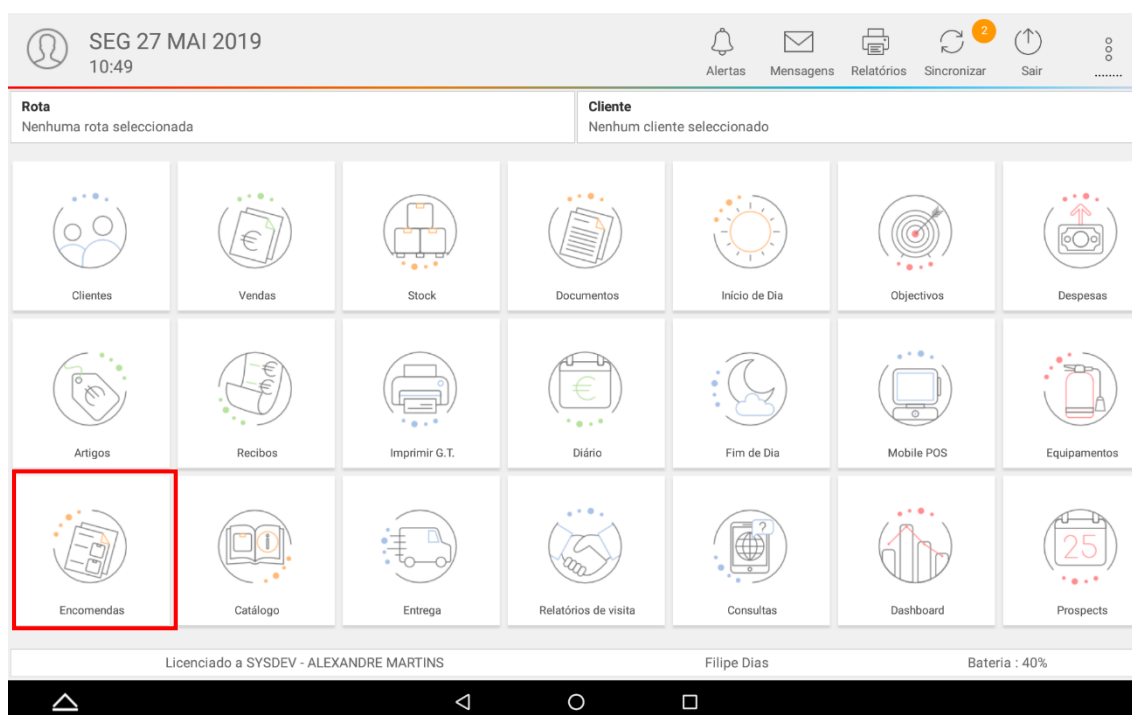 SEG 27 MAI 2019
10:49
2
Alertas Mensagens Relatórios Sincronizar Sair ........
Rota
Nenhuma rota seleccionada
Cliente
Nenhum cliente seleccionado
Clientes Vendas Stock Documentos Início de Dia Objectivos Despesas
Artigos Recibos Imprimir G.T. Diário Fim de Dia Mobile POS Equipamentos
25
Encomendas Catálogo Entrega Relatórios de visita Consultas Dashboard Prospects
Licenciado a SYSDEV - ALEXANDRE MARTINS Filipe Dias Bateria : 40%